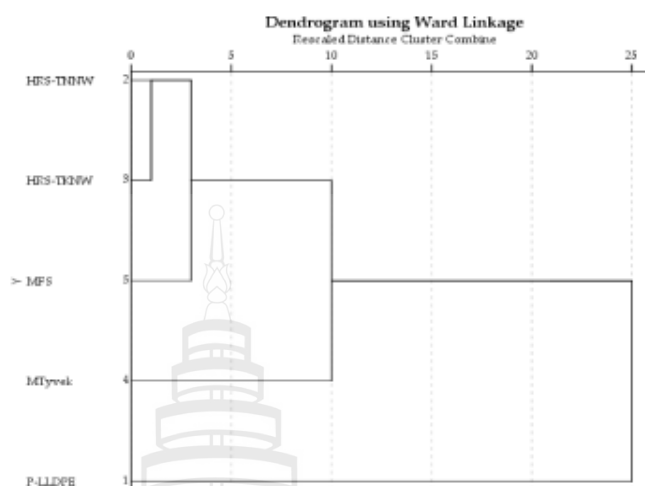 Dendrogram using Ward Linkage
Rescaled Distance Cluster Combine
0 5 10 15 20 25
HRS-TNNW 2
HRS-TKNW 3
Y MFS 5
MTyvek 4
P-LLDPE 1